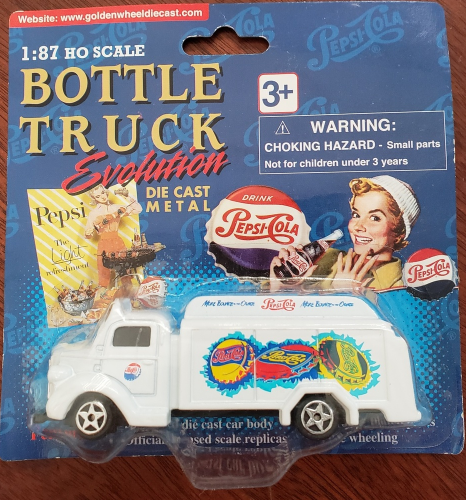 Website: www.goldenwheeldiecast.com
PEPSI-COLA
1:87 HO SCALE
BOTTLE
TRUCK
Evolution
DIE CAST
METAL
3+
WARNING:
CHOKING HAZARD - Small parts
Not for children under 3 years
Pepsi
The
Light
refreshment
DRINK
PEPSI-COLA
PEPSI-COLA
More Bounce to the Ounce
PEPSI-COLA
More Bounce to the Ounce
die cast car body
scale replicas
wheeling